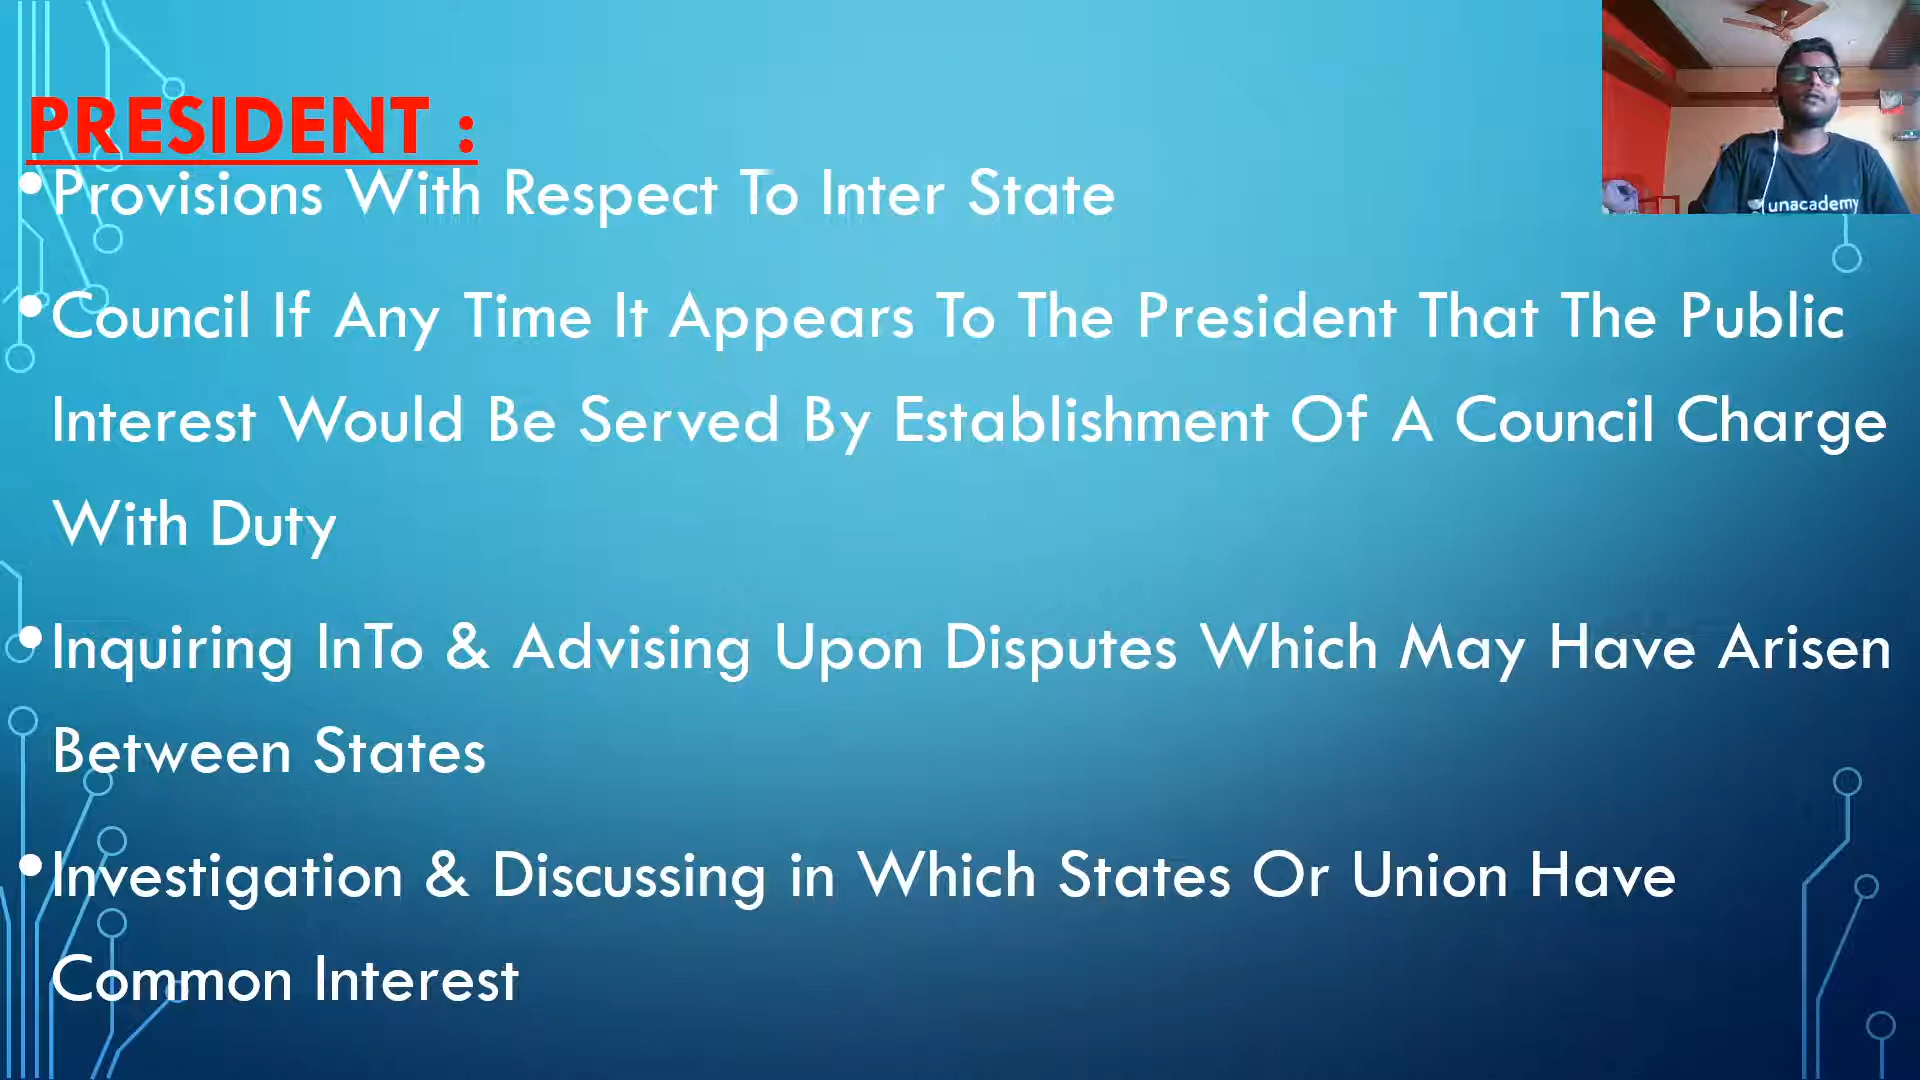 PRESIDENT :
unacademy
• Provisions With Respect To Inter State
• Council If Any Time It Appears To The President That The Public
Interest Would Be Served By Establishment Of A Council Charge
With Duty
• Inquiring InTo & Advising Upon Disputes Which May Have Arisen
Between States
• Investigation & Discussing in Which States Or Union Have
Common Interest